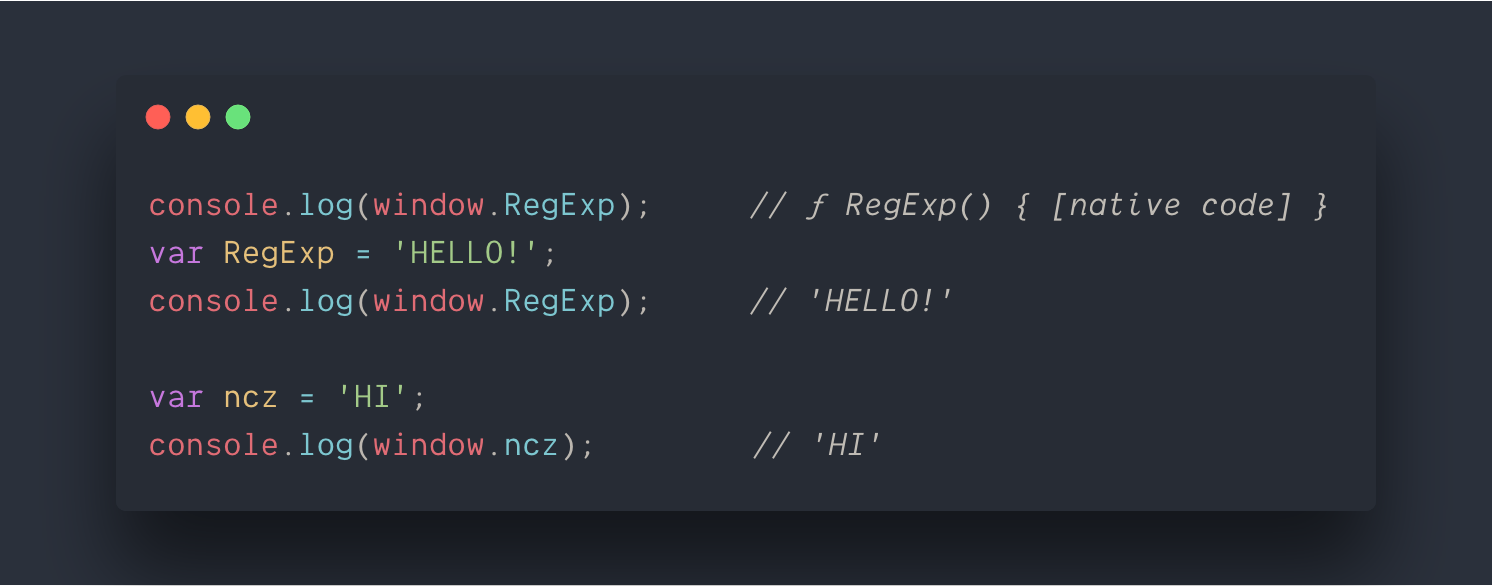 console.log(window.RegExp);     // ƒ RegExp() { [native code] }
var RegExp = 'HELLO!';
console.log(window.RegExp);     // 'HELLO!'
var ncz = 'HI';
console.log(window.ncz);        // 'HI'